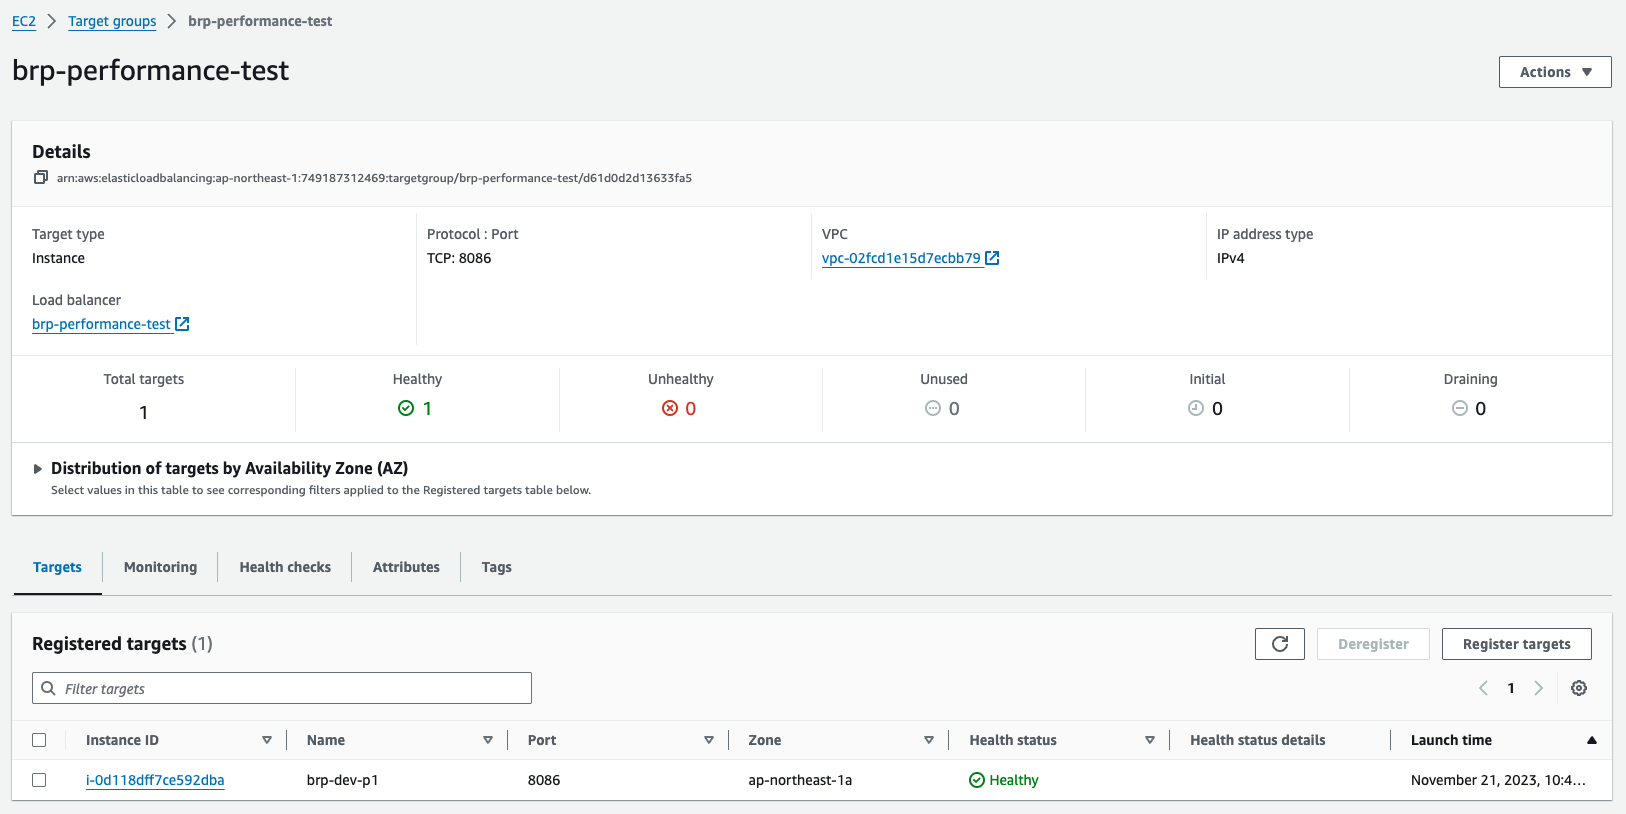 EC2 > Target groups > brp-performance-test
brp-performance-test
Actions
Details
arn:aws:elasticloadbalancing:ap-northeast-1:749187312469:targetgroup/brp-performance-test/d61d0d2d13633fa5
Target type
Instance
Protocol : Port
TCP: 8086
VPC
vpc-02fcd1e15d7ecbb79
IP address type
IPv4
Load balancer
brp-performance-test
Total targets
1
Healthy
1
Unhealthy
0
Unused
0
Initial
0
Draining
0
Distribution of targets by Availability Zone (AZ)
Select values in this table to see corresponding filters applied to the Registered targets table below.
Targets Monitoring Health checks Attributes Tags
Registered targets (1)
Deregister
Register targets
Filter targets
1
Instance ID Name Port Zone Health status Health status details Launch time
i-0d118dff7ce592dba brp-dev-p1 8086 ap-northeast-1a Healthy November 21, 2023, 10:4...